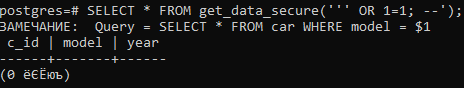 postgres=# SELECT * FROM get_data_secure(''' OR 1=1; --');
ЗАМЕЧАНИЕ:  Query = SELECT * FROM car WHERE model = $1
 c_id | model | year
------+-------+------
(0 ёЄЁюъ)